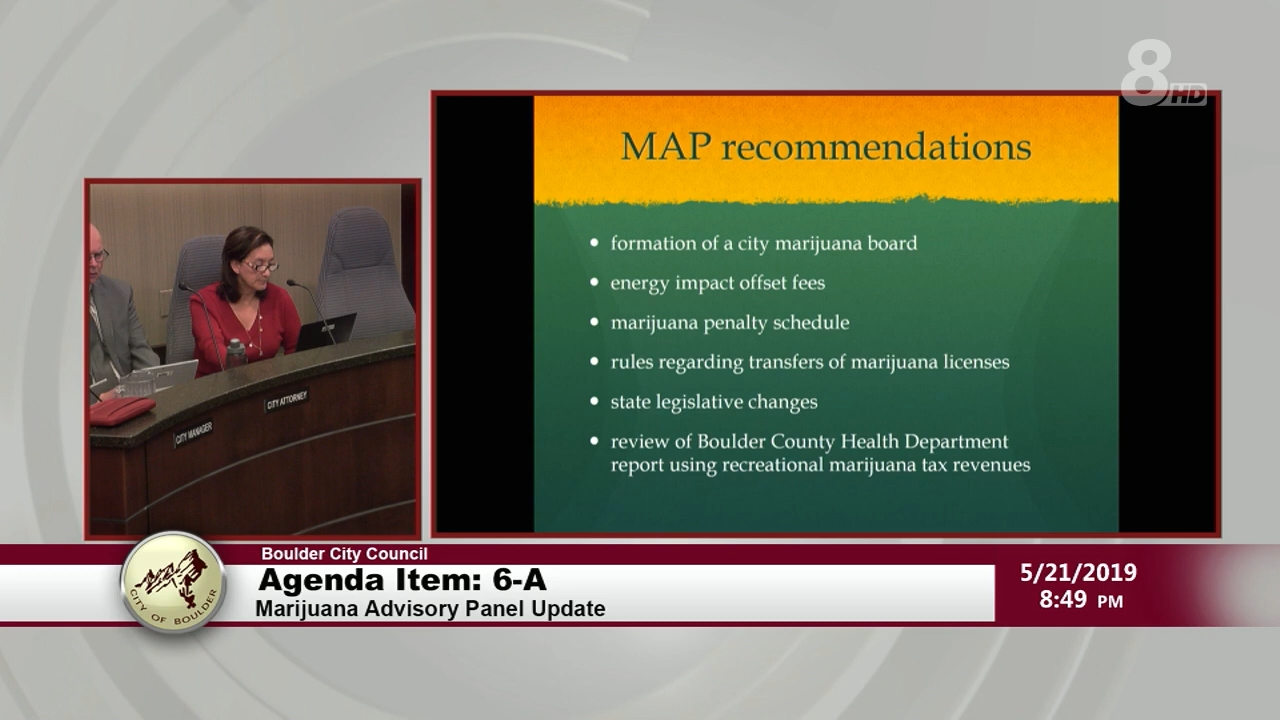 8
HD
MAP recommendations
• formation of a city marijuana board
• energy impact offset fees
• marijuana penalty schedule
• rules regarding transfers of marijuana licenses
• state legislative changes
• review of Boulder County Health Department
report using recreational marijuana tax revenues
CITY ATTORNEY
CITY MANAGER
Boulder City Council
Agenda Item: 6-A
Marijuana Advisory Panel Update
CITY OF BOULDER
5/21/2019
8:49 PM